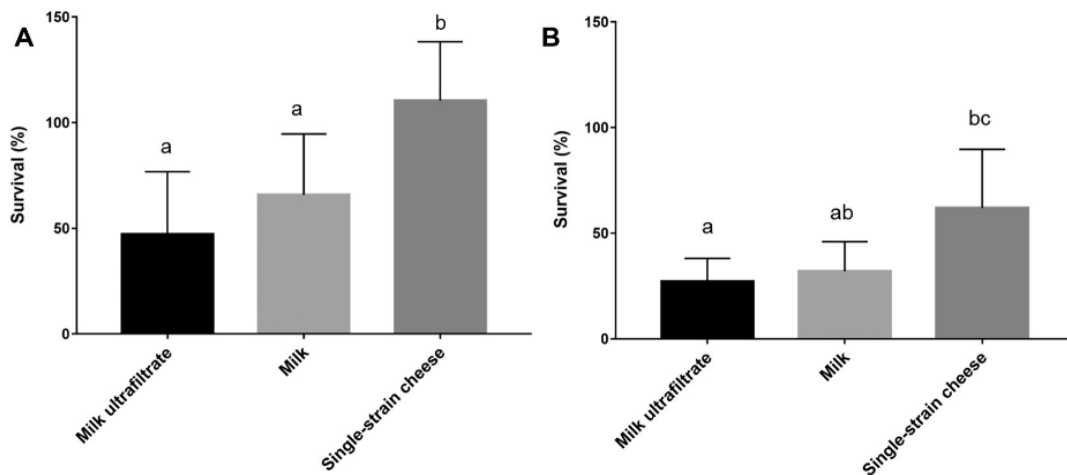 A
Survival (%)
150
100
50
0
a
a
b
Milk ultrafiltrate
Milk
Single-strain cheese
B
Survival (%)
150
100
50
0
a
ab
bc
Milk ultrafiltrate
Milk
Single-strain cheese